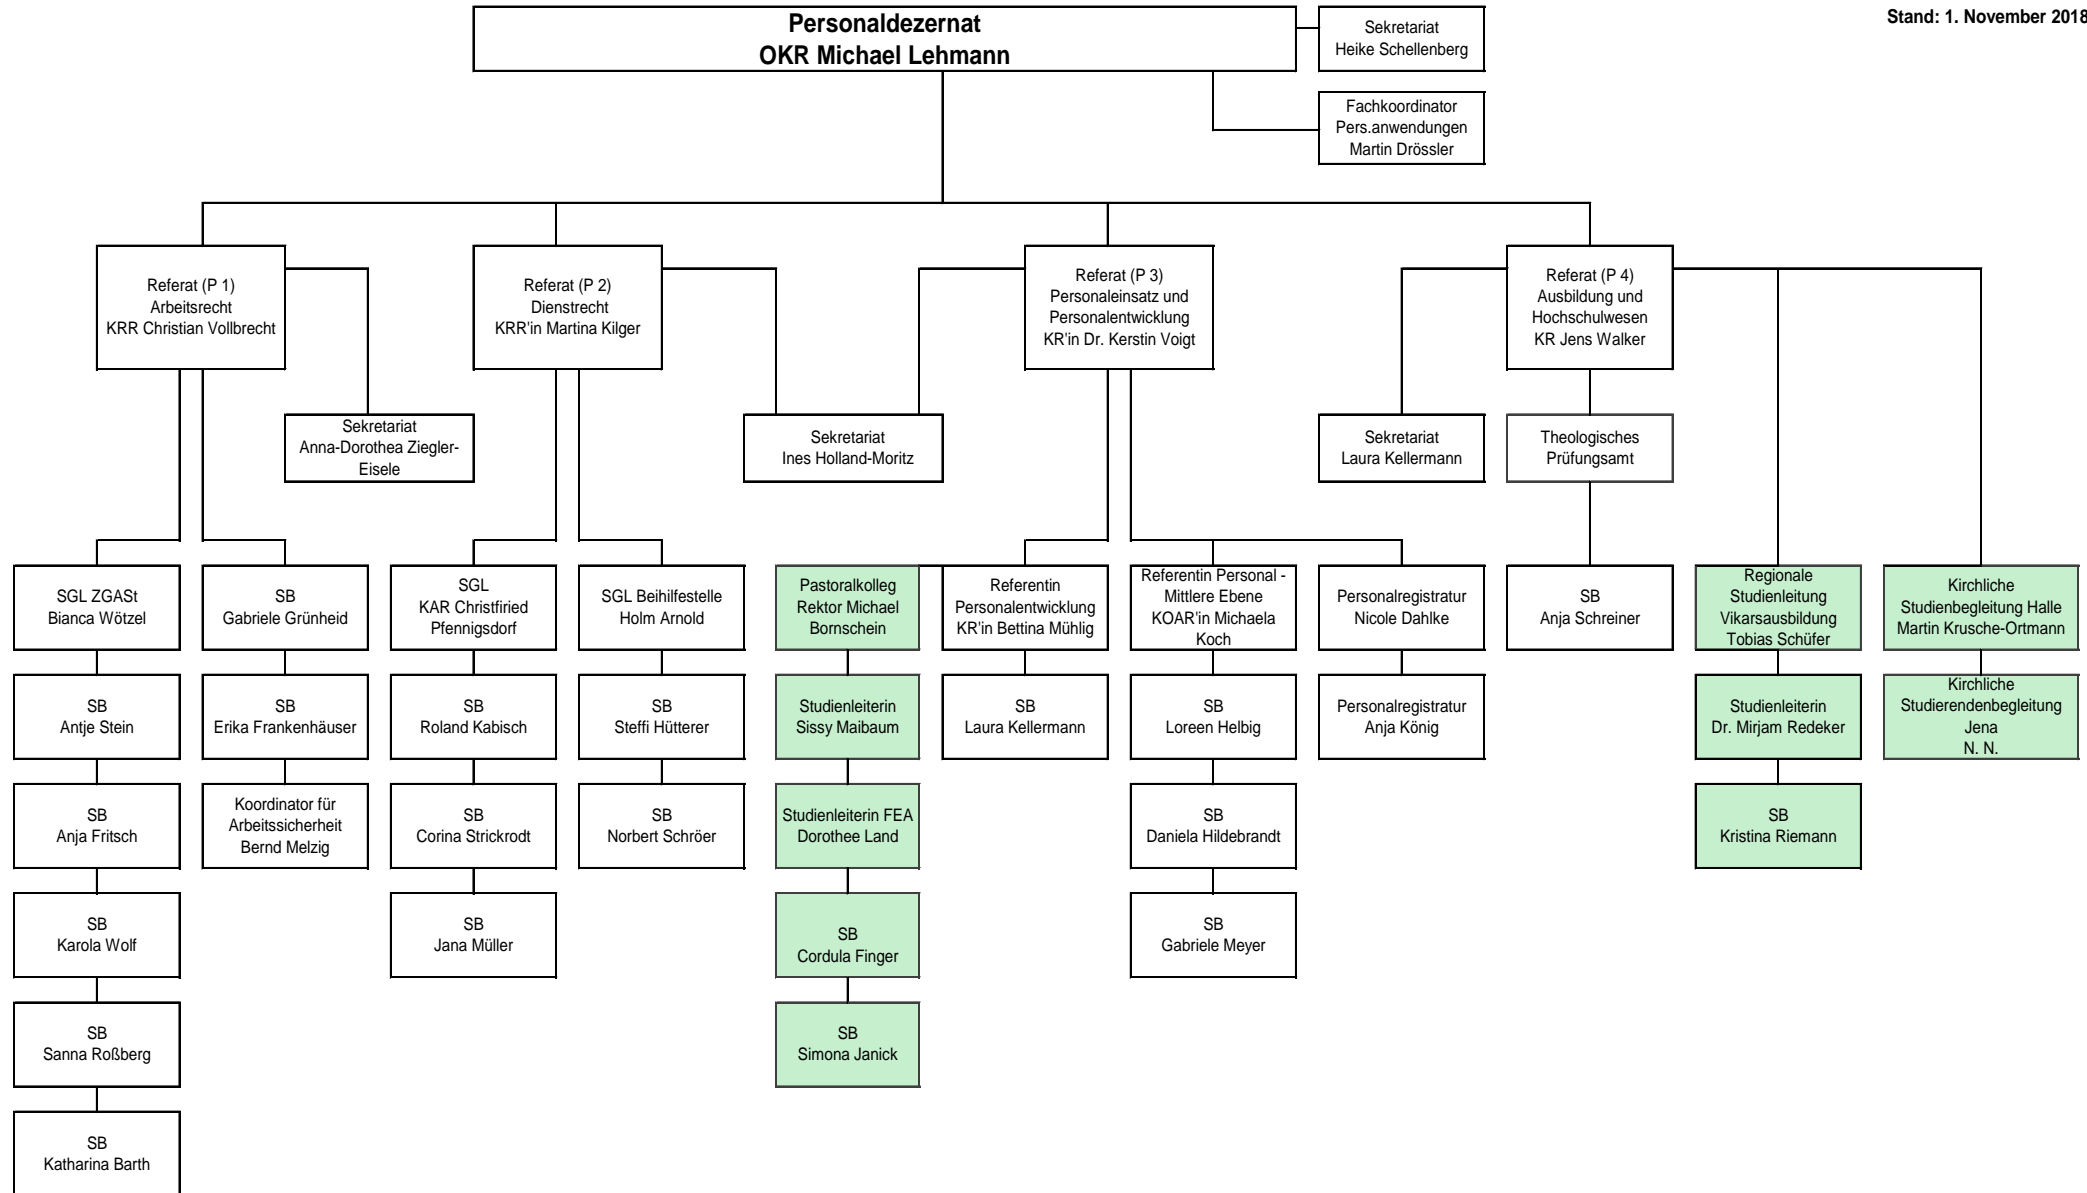 Stand: 1. November 2018
Personaldezernat
OKR Michael Lehmann
Sekretariat
Heike Schellenberg
Fachkoordinator
Pers.anwendungen
Martin Drössler
Referat (P 1)
Arbeitsrecht
KRR Christian Vollbrecht
Referat (P 2)
Dienstrecht
KRR'in Martina Kilger
Referat (P 3)
Personaleinsatz und
Personalentwicklung
KR'in Dr. Kerstin Voigt
Referat (P 4)
Ausbildung und
Hochschulwesen
KR Jens Walker
Sekretariat
Anna-Dorothea Ziegler-
Eisele
Sekretariat
Ines Holland-Moritz
Sekretariat
Laura Kellermann
Theologisches
Prüfungsamt
SGL ZGASt
Bianca Wötzel
SB
Gabriele Grünheid
SGL
KAR Christfiried
Pfennigsdorf
SGL Beihilfestelle
Holm Arnold
Pastoralkolleg
Rektor Michael
Bornschein
Referentin
Personalentwicklung
KR'in Bettina Mühlig
Referentin Personal -
Mittlere Ebene
KOAR'in Michaela
Koch
Personalregistratur
Nicole Dahlke
SB
Anja Schreiner
Regionale
Studienleitung
Vikarsausbildung
Tobias Schüfer
Kirchliche
Studienbegleitung Halle
Martin Krusche-Ortmann
SB
Antje Stein
SB
Erika Frankenhäuser
SB
Roland Kabisch
SB
Steffi Hütterer
Studienleiterin
Sissy Maibaum
SB
Laura Kellermann
SB
Loreen Helbig
Personalregistratur
Anja König
Studienleiterin
Dr. Mirjam Redeker
Kirchliche
Studierendenbegleitung
Jena
N. N.
SB
Anja Fritsch
Koordinator für
Arbeitssicherheit
Bernd Melzig
SB
Corina Strickrodt
SB
Norbert Schröer
Studienleiterin FEA
Dorothee Land
SB
Daniela Hildebrandt
SB
Kristina Riemann
SB
Karola Wolf
SB
Jana Müller
SB
Cordula Finger
SB
Gabriele Meyer
SB
Sanna Roßberg
SB
Simona Janick
SB
Katharina Barth